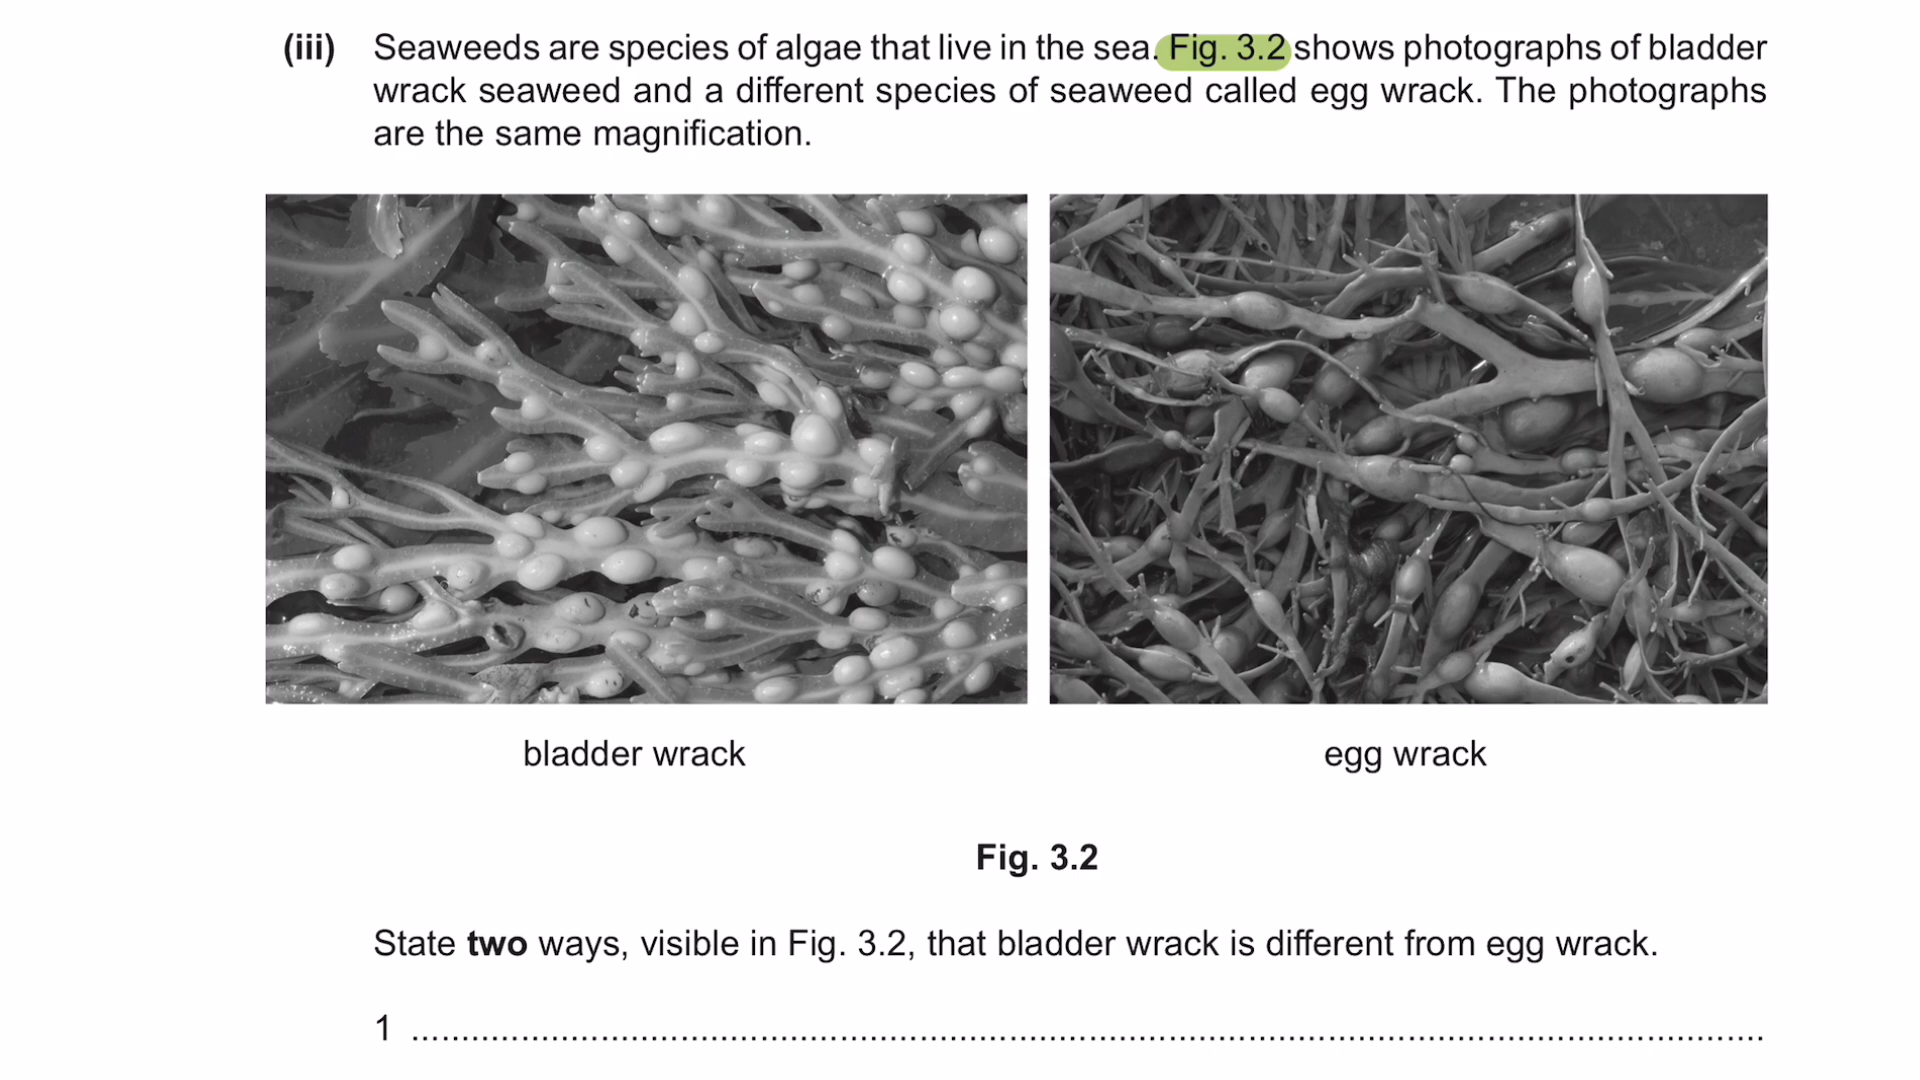 (iii) Seaweeds are species of algae that live in the sea. Fig. 3.2 shows photographs of bladder
wrack seaweed and a different species of seaweed called egg wrack. The photographs
are the same magnification.
bladder wrack egg wrack
Fig. 3.2
State two ways, visible in Fig. 3.2, that bladder wrack is different from egg wrack.
1 ........................................................................................................................